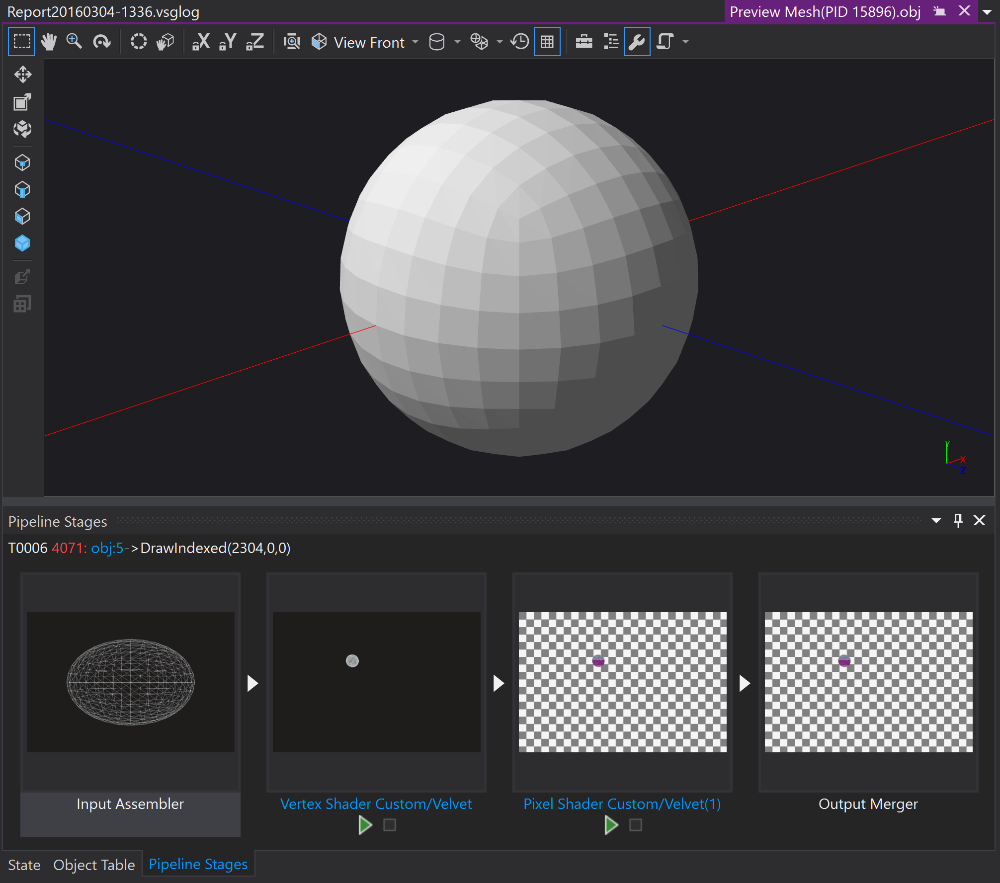 Report20160304-1336.vsglog
Preview Mesh(PID 15896).obj
X Y Z View Front
Y
X
Z
Pipeline Stages
T0006 4071: obj:5->DrawIndexed(2304,0,0)
Input Assembler
Vertex Shader Custom/Velvet
Pixel Shader Custom/Velvet(1)
Output Merger
State Object Table Pipeline Stages